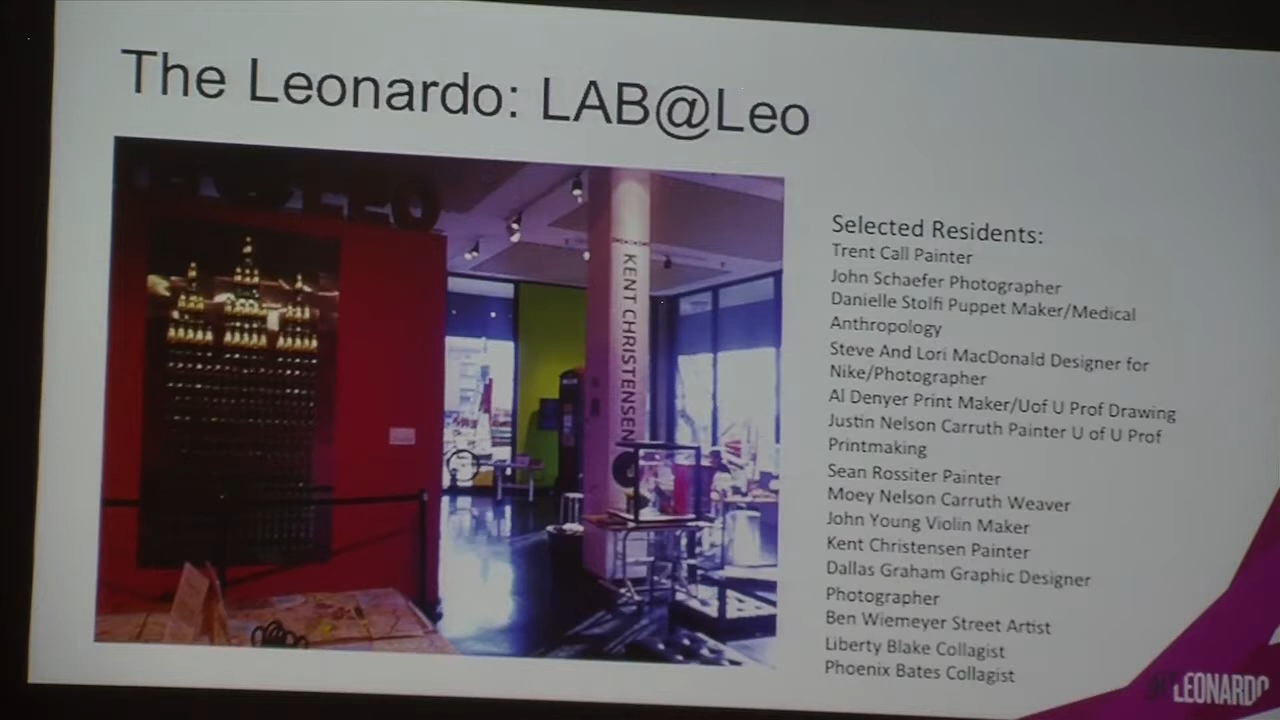 The Leonardo: LAB@Leo
KENT CHRISTENSEN
Selected Residents:
Trent Call Painter
John Schaefer Photographer
Danielle Stolfi Puppet Maker/Medical
Anthropology
Steve And Lori MacDonald Designer for
Nike/Photographer
Al Denyer Print Maker/Uof U Prof Drawing
Justin Nelson Carruth Painter U of U Prof
Printmaking
Sean Rossiter Painter
Moey Nelson Carruth Weaver
John Young Violin Maker
Kent Christensen Painter
Dallas Graham Graphic Designer
Photographer
Ben Wiemeyer Street Artist
Liberty Blake Collagist
Phoenix Bates Collagist
LEONARDO